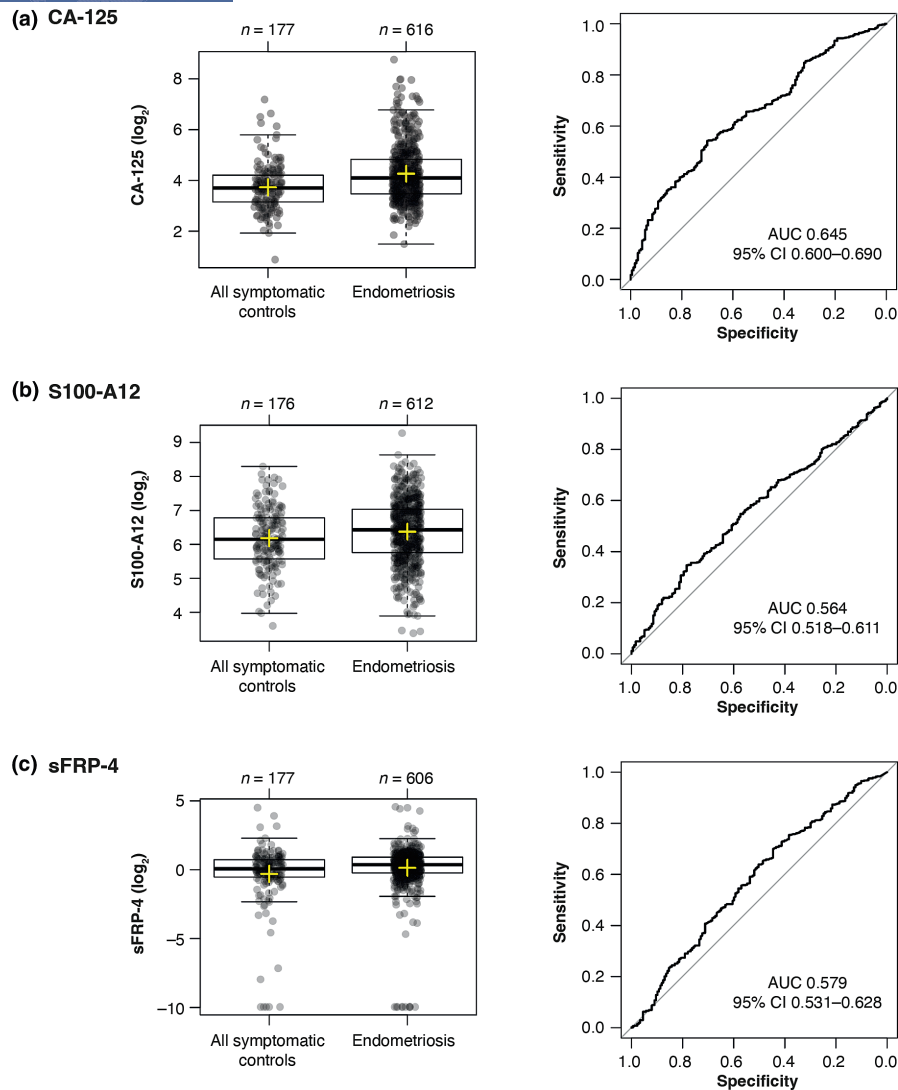 (a) CA-125
n = 177
n = 616
CA-125 (log2)
8
6
4
2
All symptomatic
controls
Endometriosis
Sensitivity
1.0
0.8
0.6
0.4
0.2
0.0
AUC 0.645
95% CI 0.600–0.690
1.0 0.8 0.6 0.4 0.2 0.0
Specificity
(b) S100-A12
n = 176
n = 612
S100-A12 (log2)
9
8
7
6
5
4
All symptomatic
controls
Endometriosis
Sensitivity
1.0
0.8
0.6
0.4
0.2
0.0
AUC 0.564
95% CI 0.518–0.611
1.0 0.8 0.6 0.4 0.2 0.0
Specificity
(c) sFRP-4
n = 177
n = 606
sFRP-4 (log2)
5
0
–5
–10
All symptomatic
controls
Endometriosis
Sensitivity
1.0
0.8
0.6
0.4
0.2
0.0
AUC 0.579
95% CI 0.531–0.628
1.0 0.8 0.6 0.4 0.2 0.0
Specificity